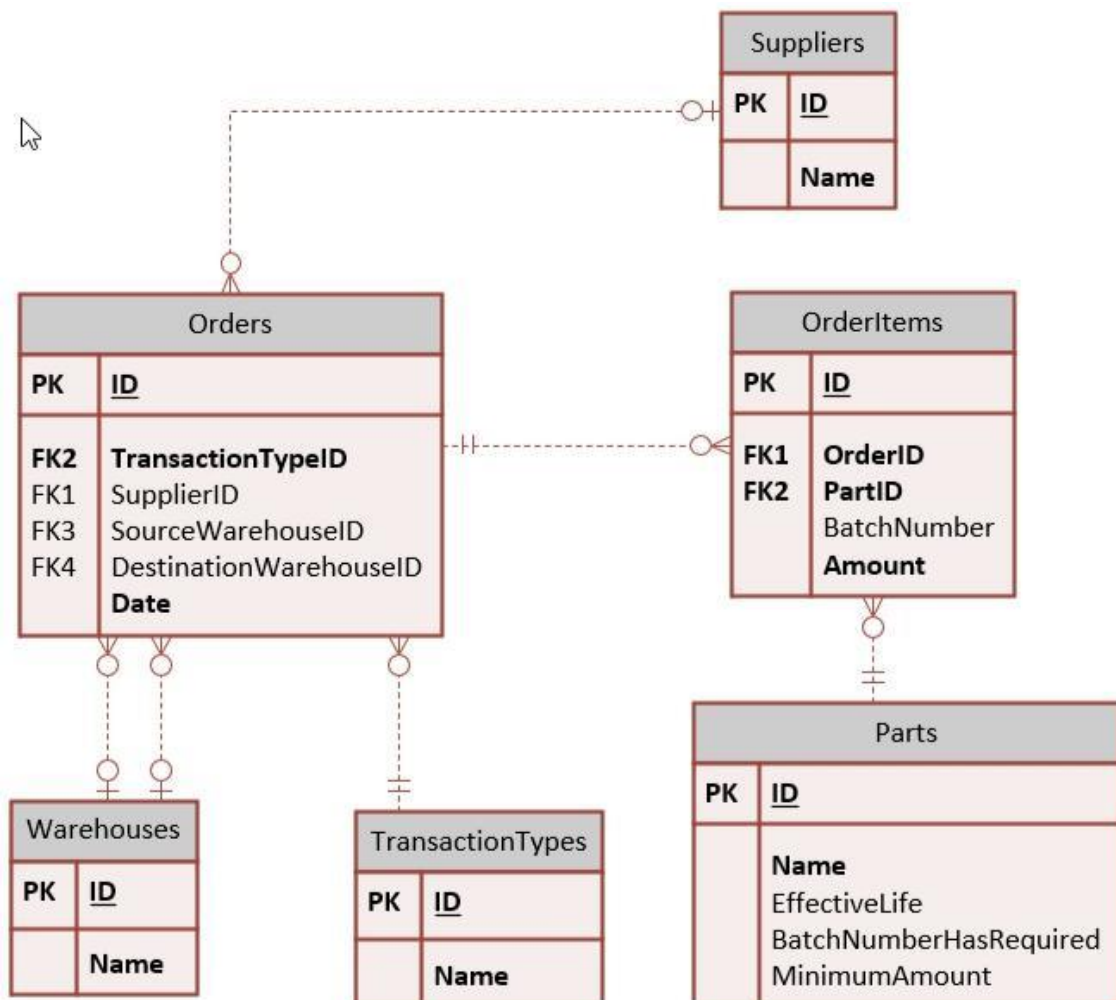 Suppliers
PK ID
Name
Orders
PK ID
FK2 TransactionTypeID
FK1 SupplierID
FK3 SourceWarehouseID
FK4 DestinationWarehouseID
Date
OrderItems
PK ID
FK1 OrderID
FK2 PartID
BatchNumber
Amount
Warehouses
PK ID
Name
TransactionTypes
PK ID
Name
Parts
PK ID
Name
EffectiveLife
BatchNumberHasRequired
MinimumAmount